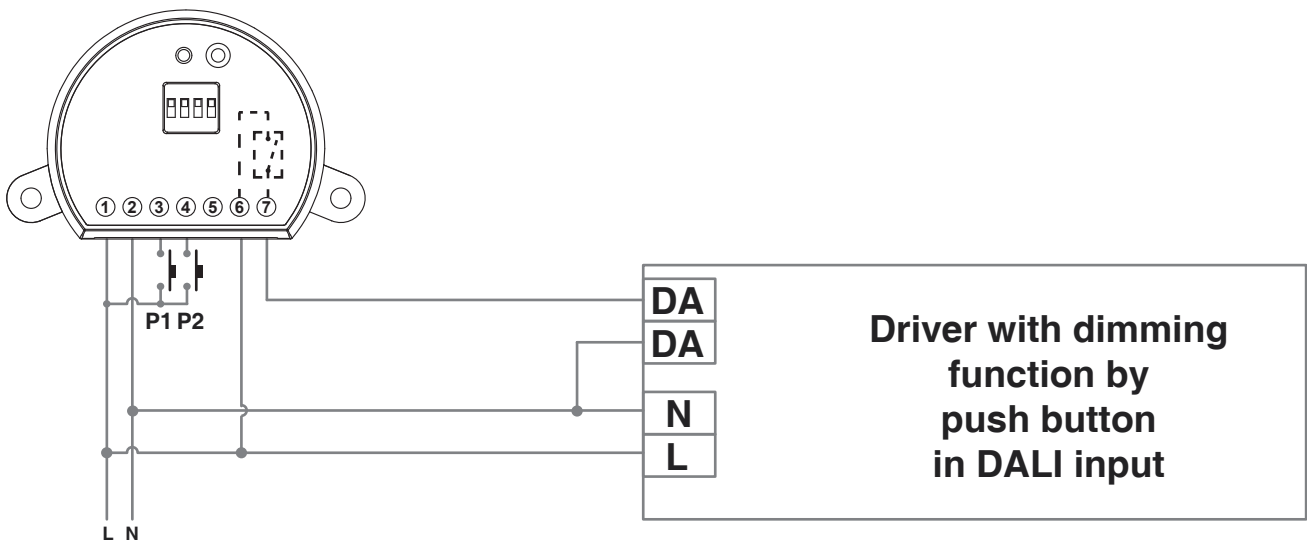 ① ② ③ ④ ⑤ ⑥ ⑦
P1 P2
DA
DA
N
L
Driver with dimming
function by
push button
in DALI input
L N